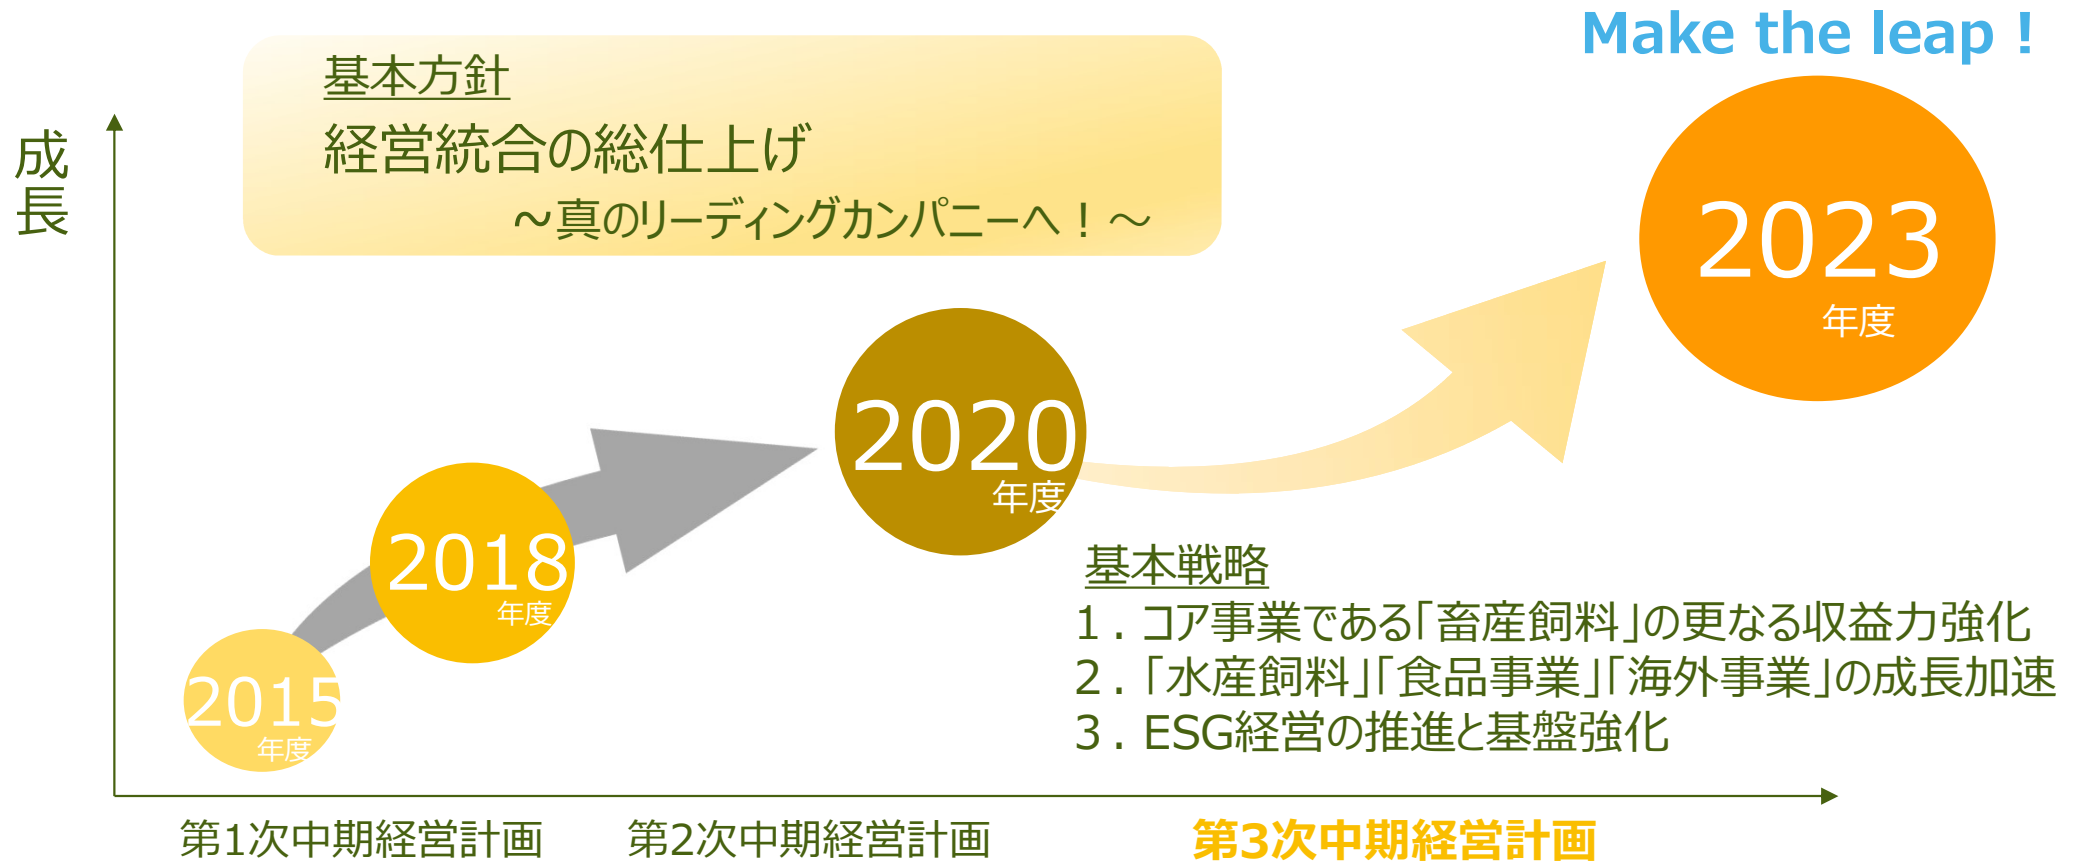 Make the leap！
基本方針
経営統合の総仕上げ
～真のリーディングカンパニーへ！～
成長
2023
年度
2020
年度
2018
年度
2015
年度
基本戦略
１．コア事業である「畜産飼料」の更なる収益力強化
２．「水産飼料」「食品事業」「海外事業」の成長加速
３．ESG経営の推進と基盤強化
第1次中期経営計画
第2次中期経営計画
第3次中期経営計画